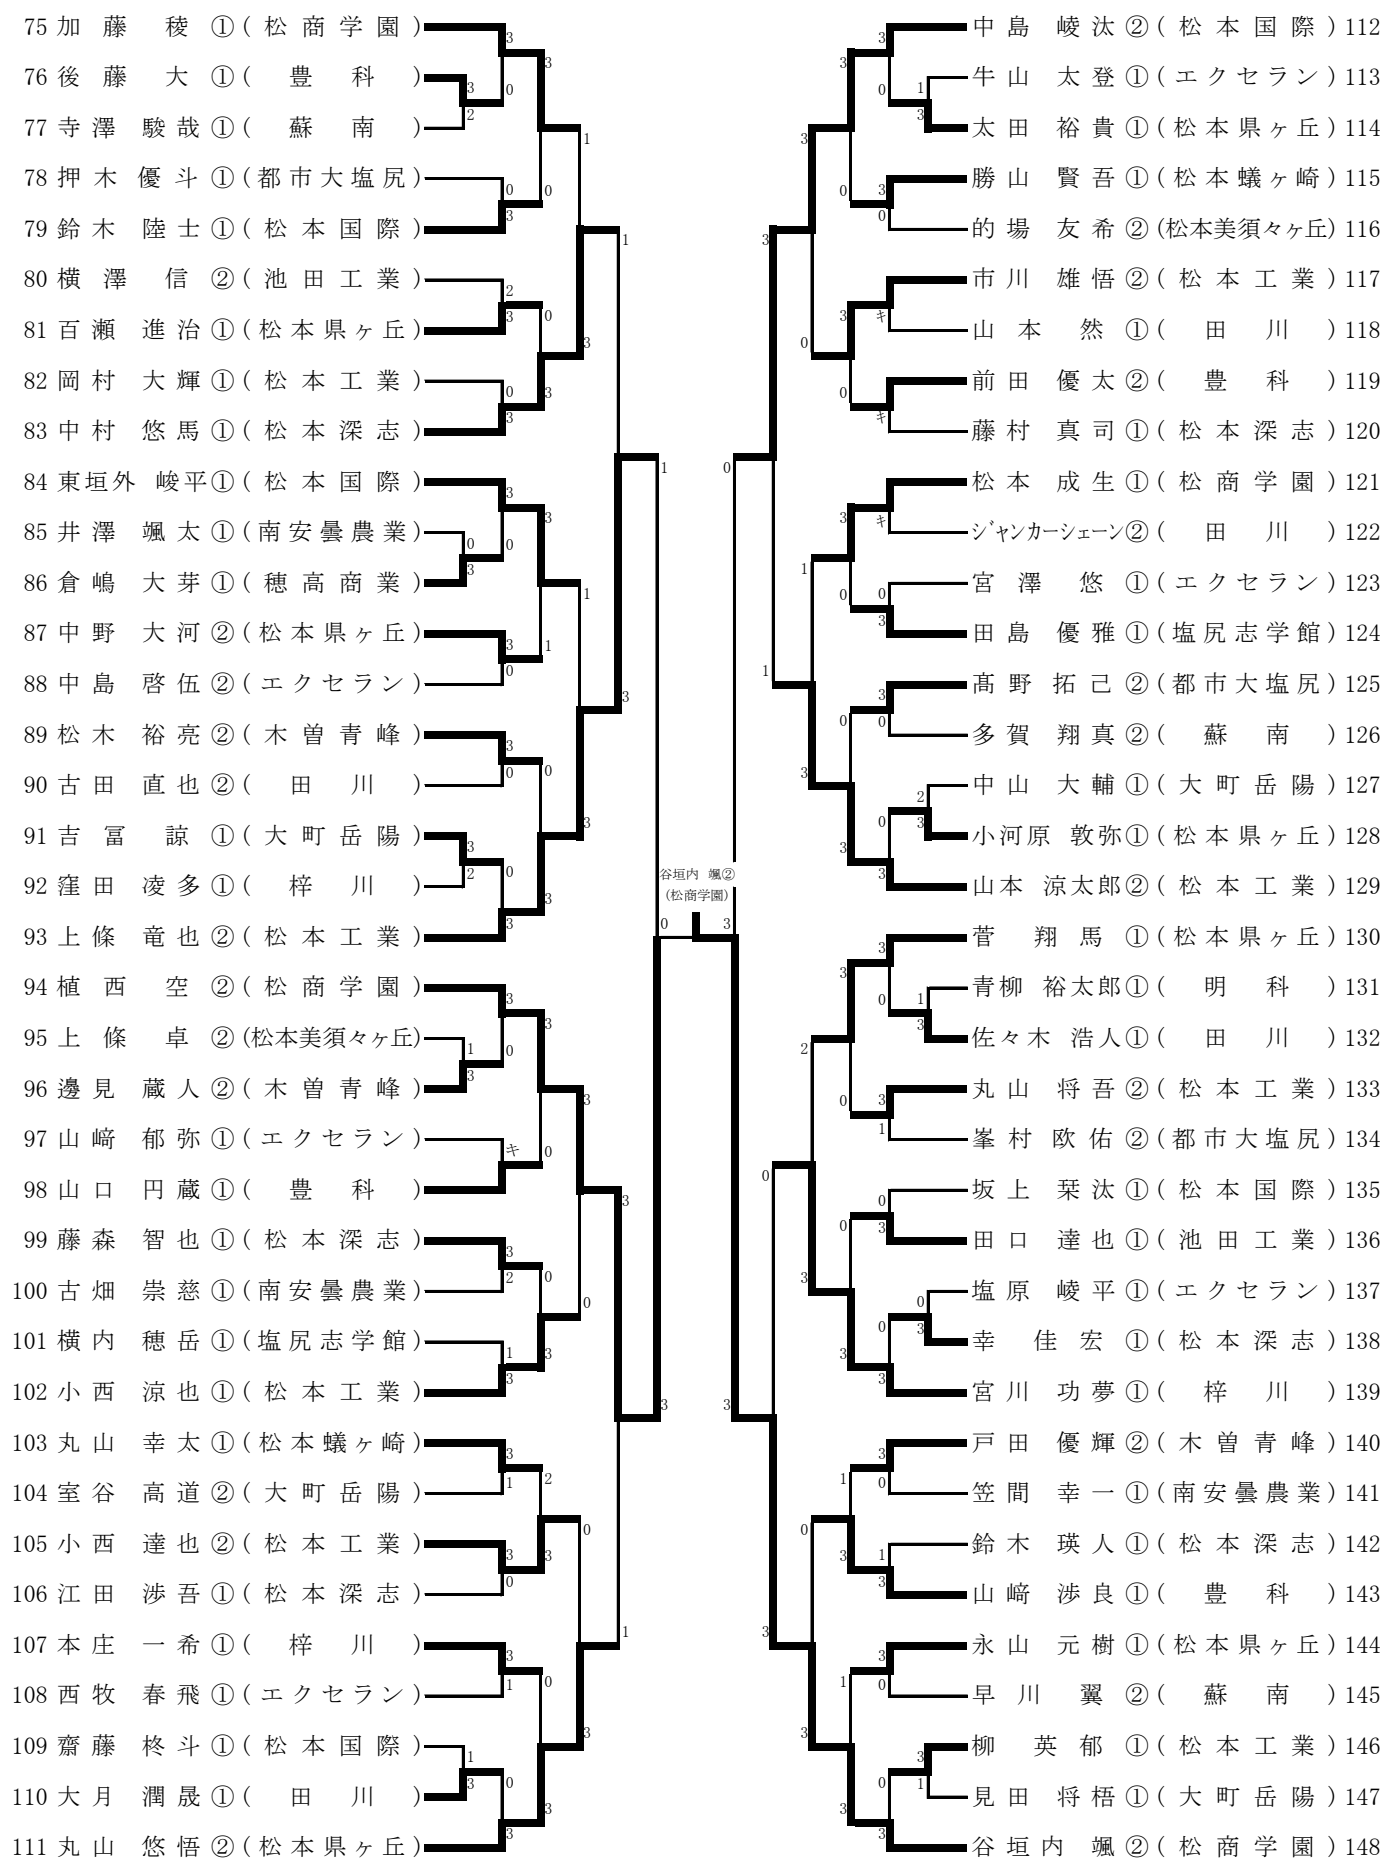 75 加藤 稜 ① (松商学園)
76 後藤 大 ① (豊科)
77 寺澤 駿哉 ① (蘇南)
78 押木 優斗 ① (都市大塩尻)
79 鈴木 陸士 ① (松本国際)
80 横澤 信 ② (池田工業)
81 百瀬 進治 ① (松本県ヶ丘)
82 岡村 大輝 ① (松本工業)
83 中村 悠馬 ① (松本深志)
84 東垣外 峻平 ① (松本国際)
85 井澤 颯太 ① (南安曇農業)
86 倉嶋 大芽 ① (穂高商業)
87 中野 大河 ② (松本県ヶ丘)
88 中島 啓伍 ② (エクセラン)
89 松木 裕亮 ② (木曽青峰)
90 古田 直也 ② (田川)
91 吉冨 諒 ① (大町岳陽)
92 窪田 凌多 ① (梓川)
93 上條 竜也 ② (松本工業)
94 植西 空 ② (松商学園)
95 上條 卓 ② (松本美須々ヶ丘)
96 邊見 蔵人 ② (木曽青峰)
97 山﨑 郁弥 ① (エクセラン)
98 山口 円蔵 ① (豊科)
99 藤森 智也 ① (松本深志)
100 古畑 崇慈 ① (南安曇農業)
101 横内 穂岳 ① (塩尻志学館)
102 小西 涼也 ① (松本工業)
103 丸山 幸太 ① (松本蟻ヶ崎)
104 室谷 高道 ② (大町岳陽)
105 小西 達也 ② (松本工業)
106 江田 渉吾 ① (松本深志)
107 本庄 一希 ① (梓川)
108 西牧 春飛 ① (エクセラン)
109 齋藤 柊斗 ① (松本国際)
110 大月 潤晟 ① (田川)
111 丸山 悠悟 ② (松本県ヶ丘)
谷垣内 颯②
(松商学園)
中島 崚汰 ② (松本国際) 112
牛山 太登 ① (エクセラン) 113
太田 裕貴 ① (松本県ヶ丘) 114
勝山 賢吾 ① (松本蟻ヶ崎) 115
的場 友希 ② (松本美須々ヶ丘) 116
市川 雄悟 ② (松本工業) 117
山本 然 ① (田川) 118
前田 優太 ② (豊科) 119
藤村 真司 ① (松本深志) 120
松本 成生 ① (松商学園) 121
ジャンカーシェーン ② (田川) 122
宮澤 悠 ① (エクセラン) 123
田島 優雅 ① (塩尻志学館) 124
髙野 拓己 ② (都市大塩尻) 125
多賀 翔真 ② (蘇南) 126
中山 大輔 ① (大町岳陽) 127
小河原 敦弥 ① (松本県ヶ丘) 128
山本 涼太郎 ② (松本工業) 129
菅 翔馬 ① (松本県ヶ丘) 130
青柳 裕太郎 ① (明科) 131
佐々木 浩人 ① (田川) 132
丸山 将吾 ② (松本工業) 133
峯村 欧佑 ② (都市大塩尻) 134
坂上 栞汰 ① (松本国際) 135
田口 達也 ① (池田工業) 136
塩原 崚平 ① (エクセラン) 137
幸 佳宏 ① (松本深志) 138
宮川 功夢 ① (梓川) 139
戸田 優輝 ② (木曽青峰) 140
笠間 幸一 ① (南安曇農業) 141
鈴木 瑛人 ① (松本深志) 142
山﨑 渉良 ① (豊科) 143
永山 元樹 ① (松本県ヶ丘) 144
早川 翼 ② (蘇南) 145
柳 英郁 ① (松本工業) 146
見田 将梧 ① (大町岳陽) 147
谷垣内 颯 ② (松商学園) 148